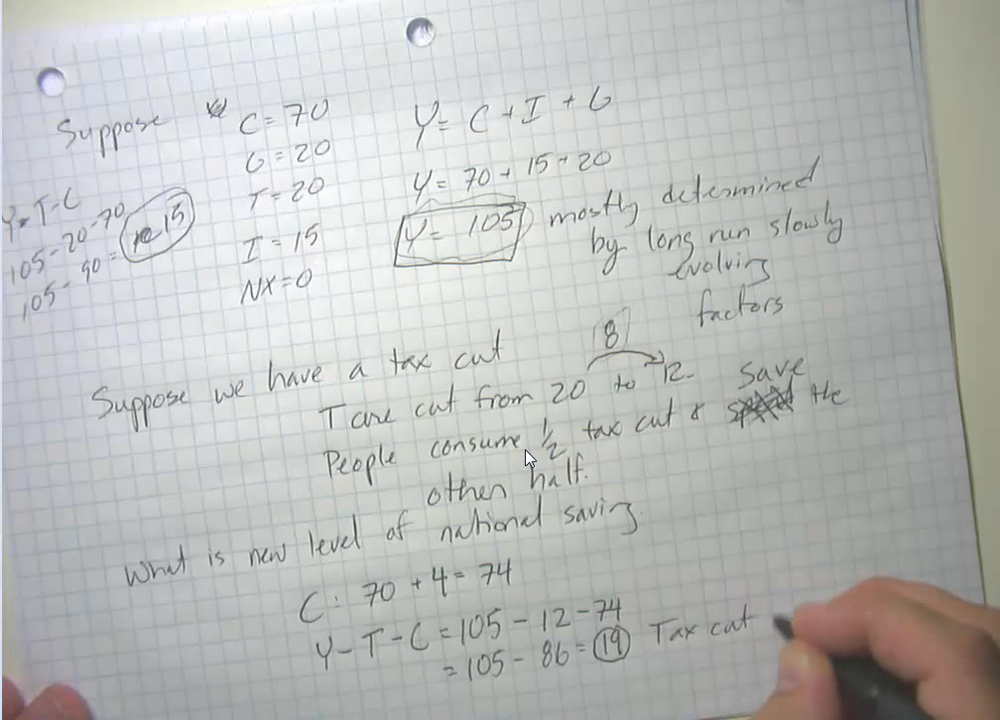 Suppose
C = 70
G = 20
T = 20
I = 15
NX = 0
Y = C + I + G
Y = 70 + 15 + 20
Y = 105
mostly determined
by long run slowly
evolving
factors
Y - T - C
105 - 20 - 70
105 - 90 = 15
Suppose we have a tax cut
8
T are cut from 20 to 12.
People consume 1/2 tax cut & save the
other half.
What is new level of national saving.
C: 70 + 4 = 74
Y - T - C = 105 - 12 - 74
= 105 - 86 = 19 Tax cut